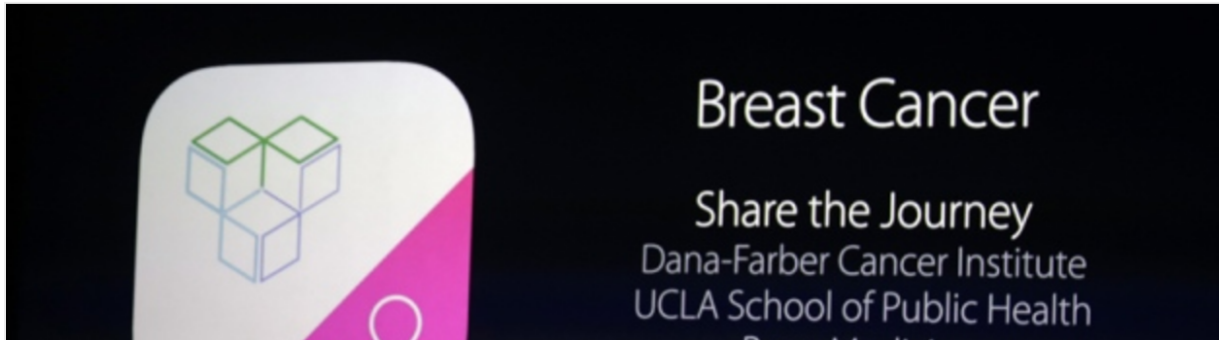 Breast Cancer
Share the Journey
Dana-Farber Cancer Institute
UCLA School of Public Health